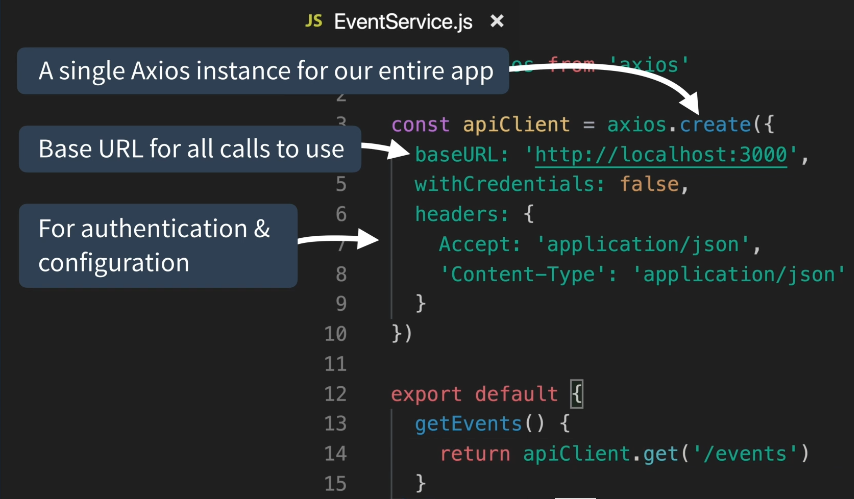 JS EventService.js ×
A single Axios instance for our entire app
os from 'axios'
2
3 const apiClient = axios.create({
Base URL for all calls to use
baseURL: 'http://localhost:3000',
5 withCredentials: false,
6 headers: {
For authentication &
configuration
7 Accept: 'application/json',
8 'Content-Type': 'application/json'
9 }
10 })
11
12 export default {
13 getEvents() {
14 return apiClient.get('/events')
15 }